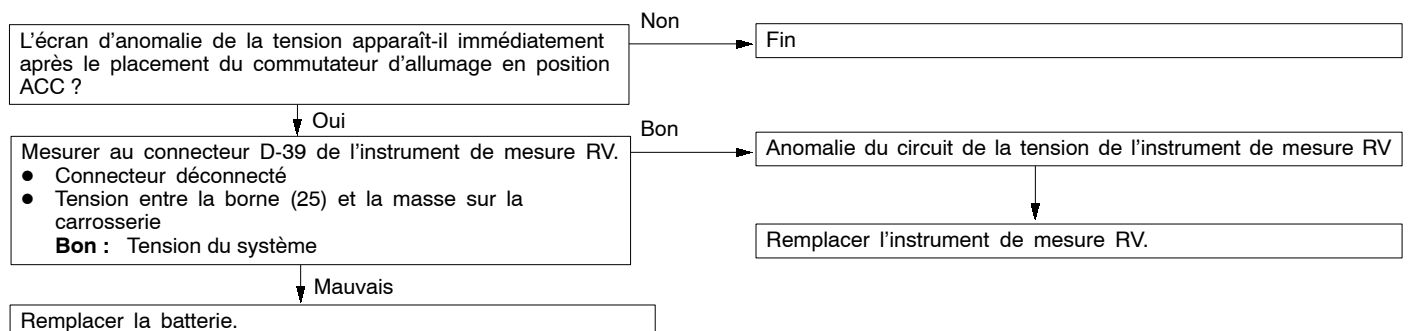 Non
L'écran d'anomalie de la tension apparaît-il immédiatement
après le placement du commutateur d'allumage en position
ACC ?
Fin
Oui
Bon
Mesurer au connecteur D-39 de l'instrument de mesure RV.
● Connecteur déconnecté
● Tension entre la borne (25) et la masse sur la
carrosserie
Bon : Tension du système
Anomalie du circuit de la tension de l'instrument de mesure RV
Remplacer l'instrument de mesure RV.
Mauvais
Remplacer la batterie.